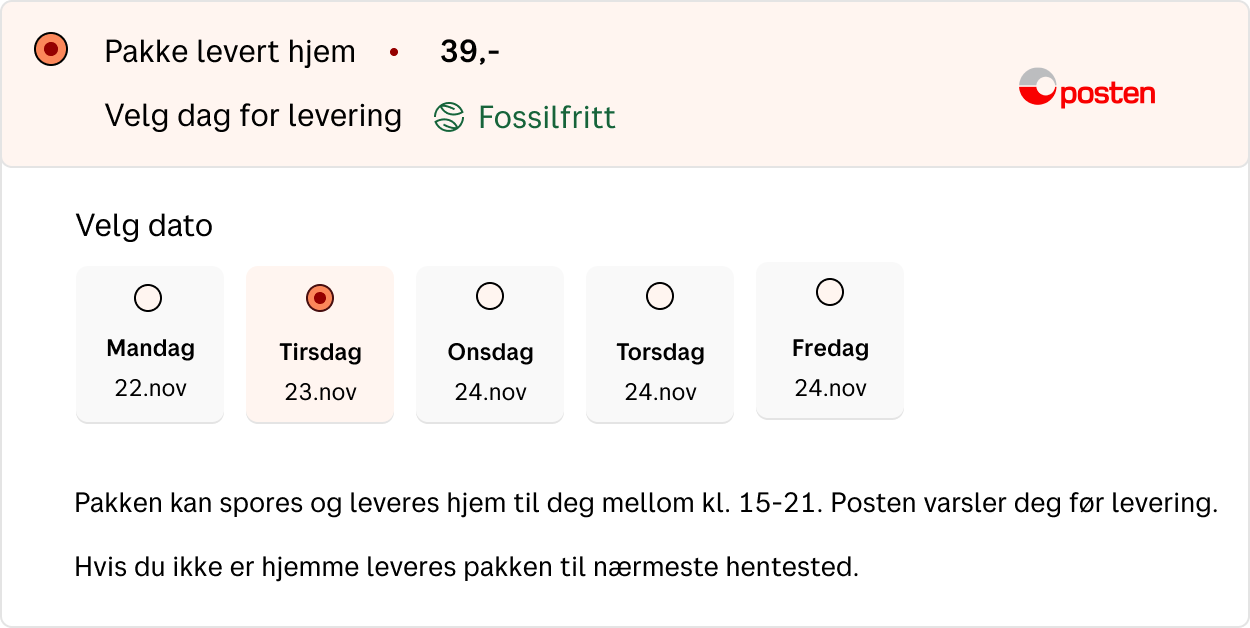 Pakke levert hjem • 39,-
Velg dag for levering Fossilfritt
posten
Velg dato
Mandag Tirsdag Onsdag Torsdag Fredag
22.nov 23.nov 24.nov 24.nov 24.nov
Pakken kan spores og leveres hjem til deg mellom kl. 15-21. Posten varsler deg før levering.
Hvis du ikke er hjemme leveres pakken til nærmeste hentested.